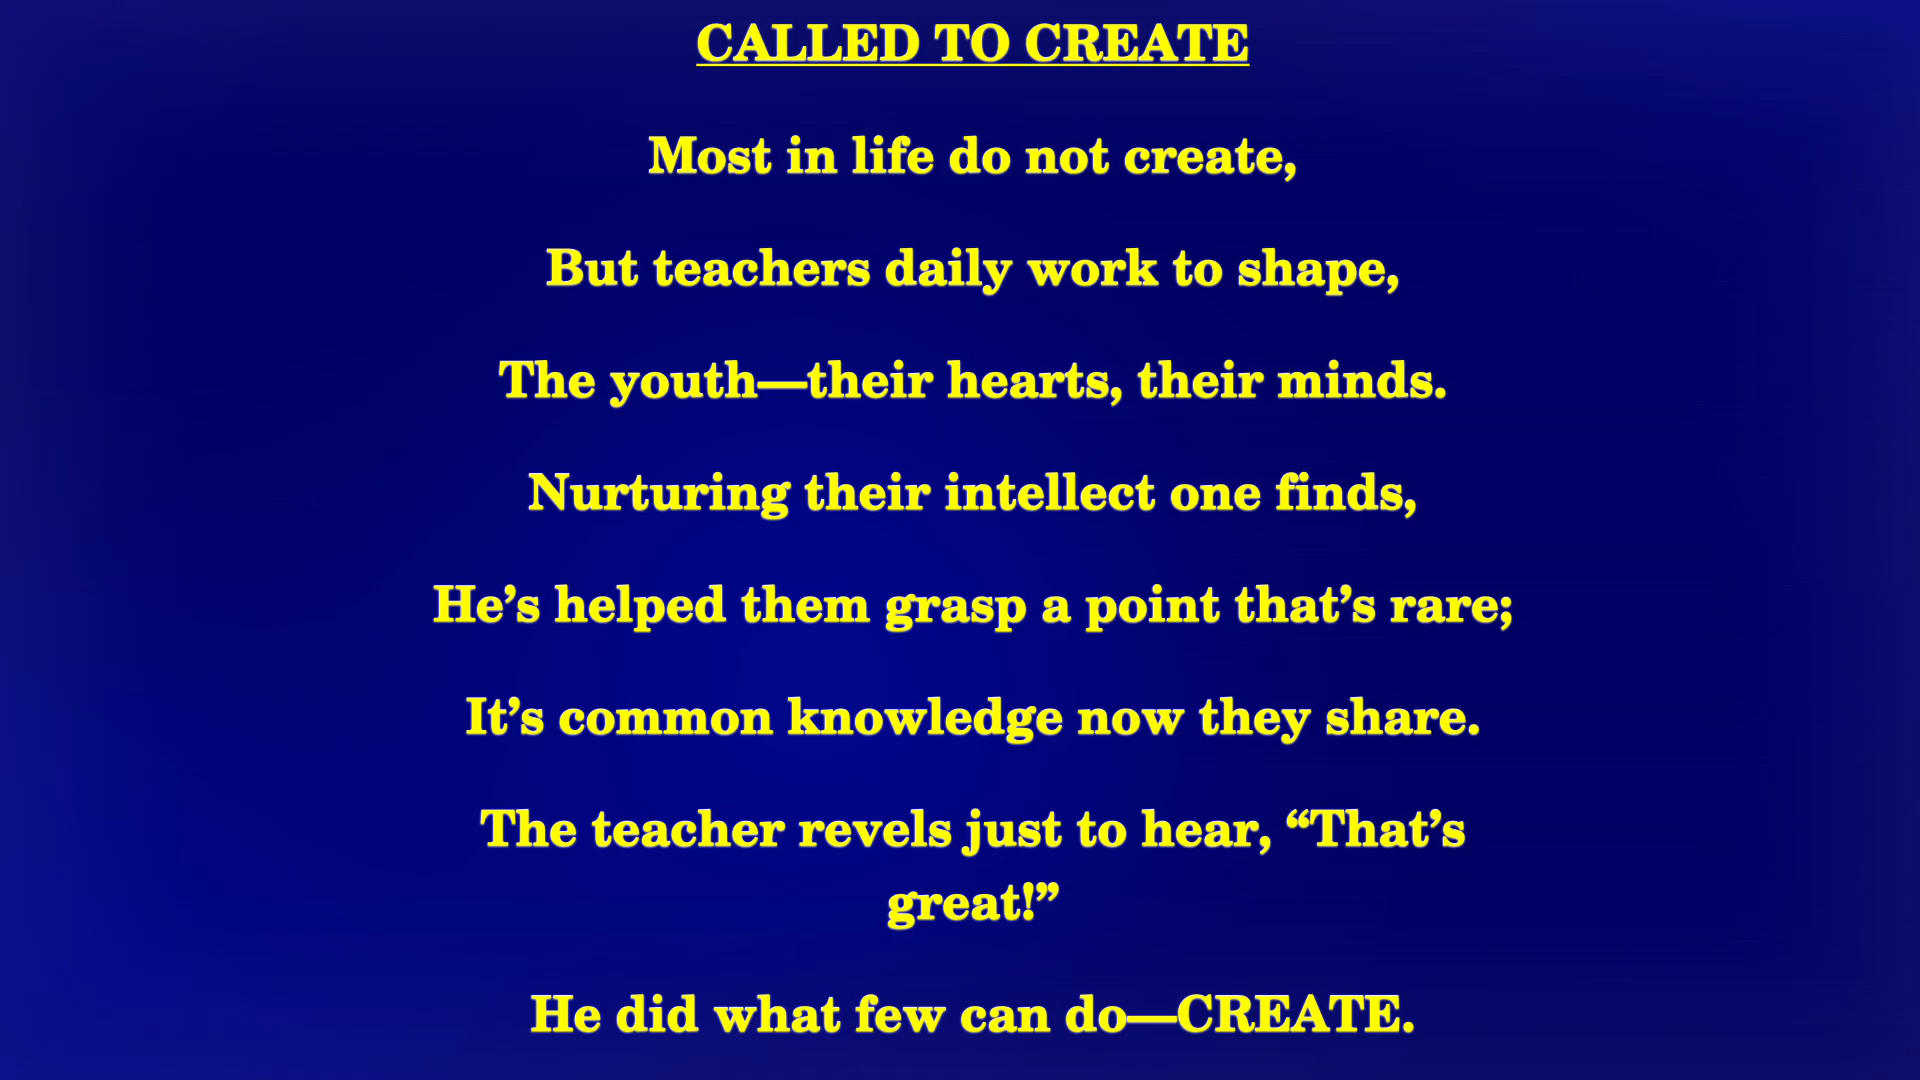 CALLED TO CREATE
Most in life do not create,
But teachers daily work to shape,
The youth—their hearts, their minds.
Nurturing their intellect one finds,
He’s helped them grasp a point that’s rare;
It’s common knowledge now they share.
The teacher revels just to hear, “That’s
great!”
He did what few can do—CREATE.